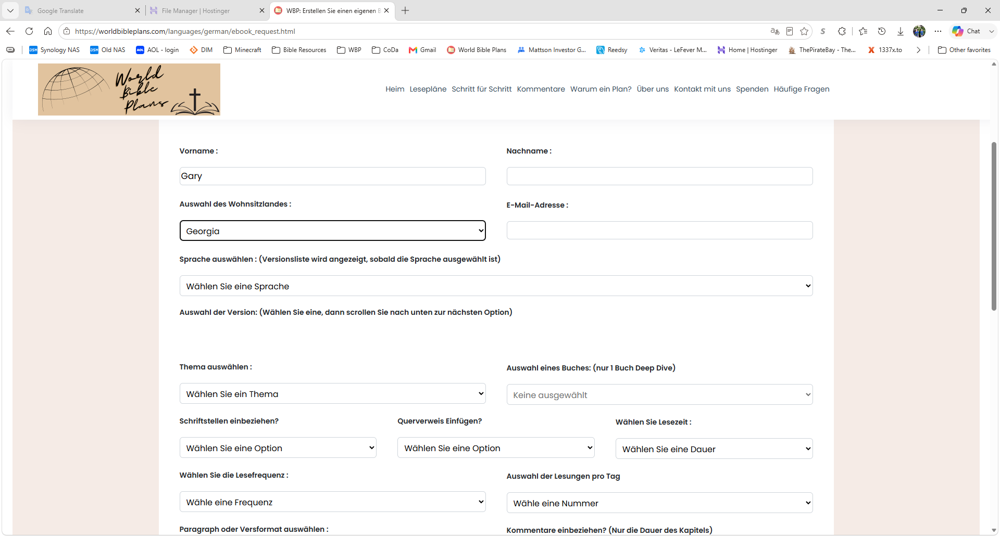 Google Translate
File Manager | Hostinger
WBP: Erstellen Sie einen eigenen B
https://worldbibleplans.com/languages/german/ebook_request.html
Chat
Synology NAS
Old NAS
AOL - login
DIM
Minecraft
Bible Resources
WBP
CoDa
Gmail
World Bible Plans
Mattson Investor G...
Reedsy
Veritas - LeFever M...
Home | Hostinger
ThePirateBay - The...
1337x.to
Other favorites
World
Bible
Plans
Heim Lesepläne Schritt für Schritt Kommentare Warum ein Plan? Über uns Kontakt mit uns Spenden Häufige Fragen
Vorname :
Nachname :
Gary
Auswahl des Wohnsitzlandes :
E-Mail-Adresse :
Georgia
Sprache auswählen : (Versionsliste wird angezeigt, sobald die Sprache ausgewählt ist)
Wählen Sie eine Sprache
Auswahl der Version: (Wählen Sie eine, dann scrollen Sie nach unten zur nächsten Option)
Thema auswählen :
Auswahl eines Buches: (nur 1 Buch Deep Dive)
Wählen Sie ein Thema
Keine ausgewählt
Schriftstellen einbeziehen?
Querverweis Einfügen?
Wählen Sie Lesezeit :
Wählen Sie eine Option
Wählen Sie eine Option
Wählen Sie eine Dauer
Wählen Sie die Lesefrequenz :
Auswahl der Lesungen pro Tag
Wähle eine Frequenz
Wähle eine Nummer
Paragraph oder Versformat auswählen :
Kommentare einbeziehen? (Nur die Dauer des Kapitels)